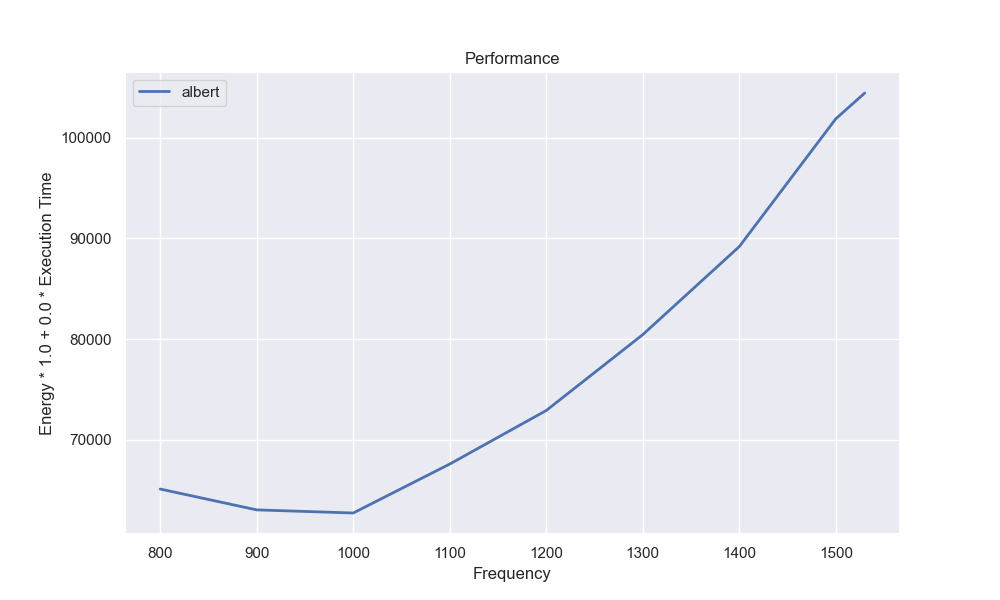 Performance
albert
Energy * 1.0 + 0.0 * Execution Time
100000
90000
80000
70000
800 900 1000 1100 1200 1300 1400 1500
Frequency